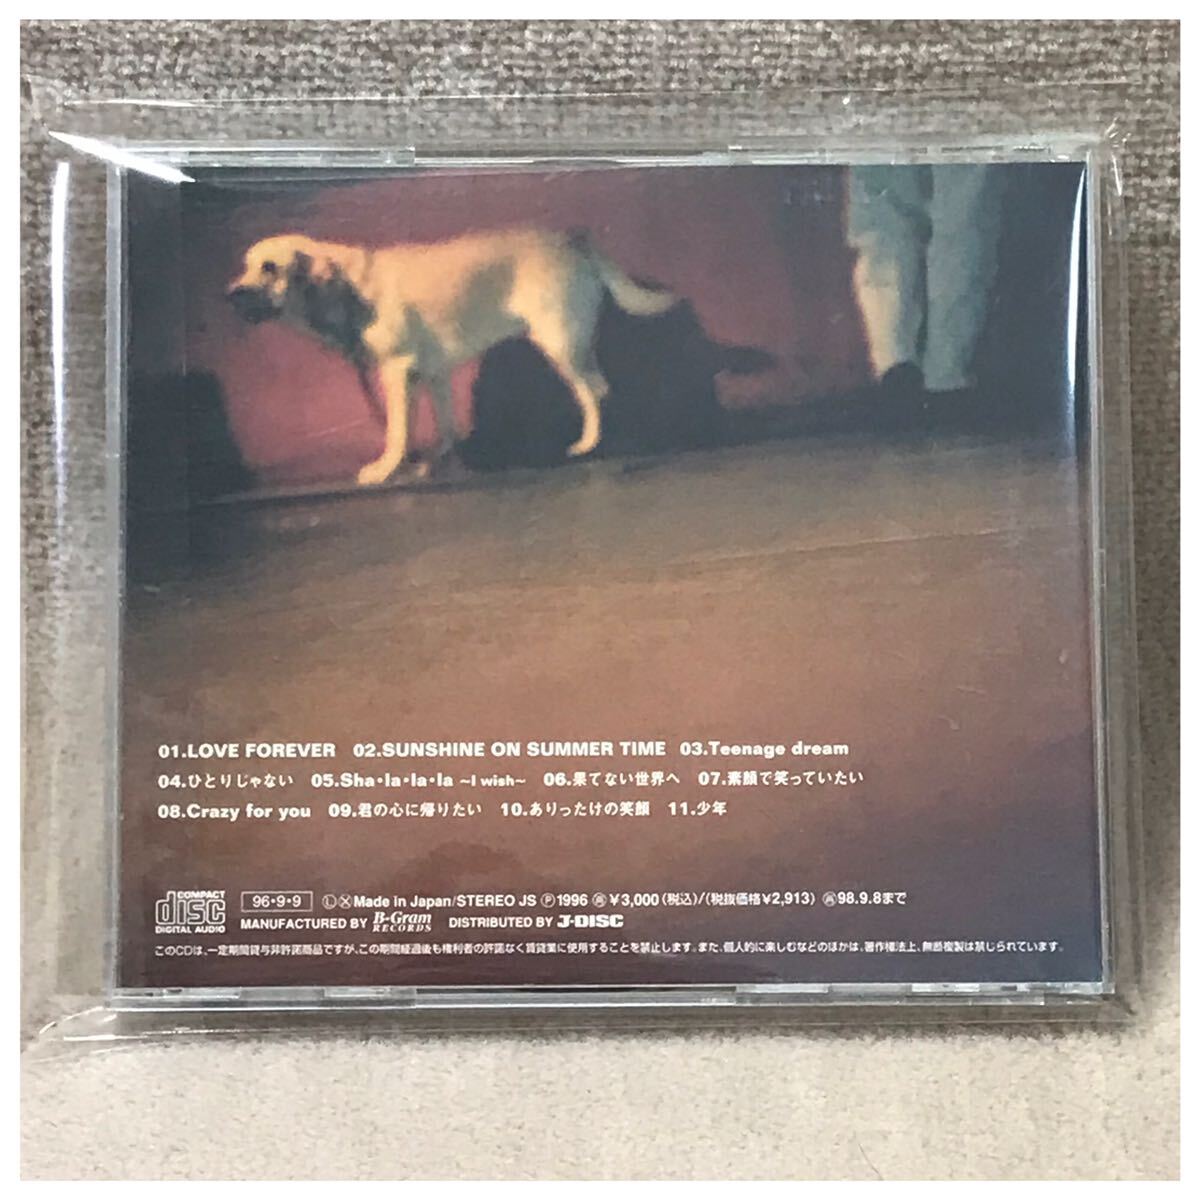 01.LOVE FOREVER 02.SUNSHINE ON SUMMER TIME 03.Teenage dream
04.ひとりじゃない 05.Sha・la・la・la ~I wish~ 06.果てない世界へ 07.素顔で笑っていたい
08.Crazy for you 09.君の心に帰りたい 10.ありったけの笑顔 11.少年
COMPACT disc DIGITAL AUDIO
96・9・9 Ⓛ Ⓧ Made in Japan/STEREO JS Ⓟ1996 ㊢¥3,000(税込)/(税抜価格¥2,913) ㊢98.9.8まで
MANUFACTURED BY B-Gram RECORDS DISTRIBUTED BY J-DISC
このCDは、一定期間貸与非許諾商品ですが、この期間経過後も権利者の許諾なく賃貸業に使用することを禁止します。また、個人的に楽しむなどのほかは、著作権法上、無断複製は禁じられています。